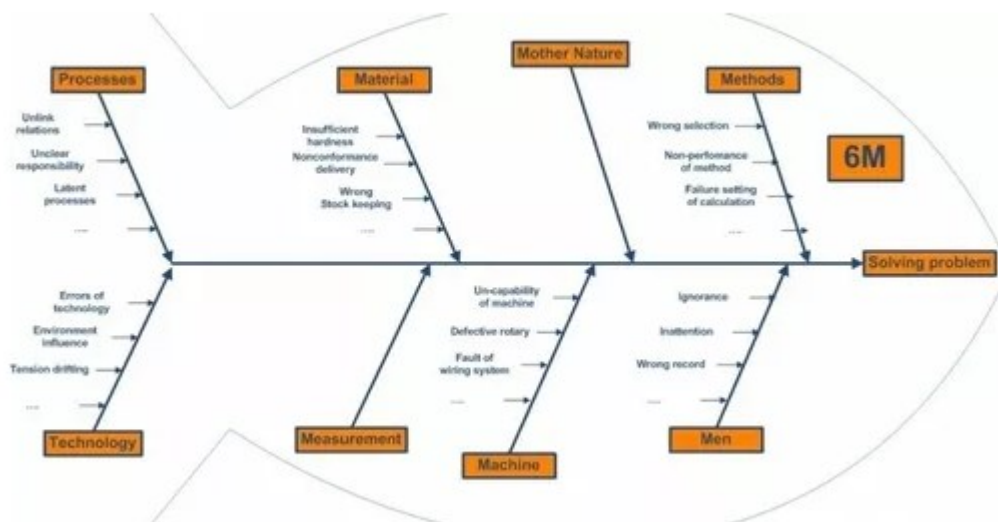 Mother Nature
Processes
Material
Methods
Unlink
relations
Unclear
responsibility
Latent
processes
....
Insufficient
hardness
Nonconformance
delivery
Wrong
Stock keeping
....
Wrong selection
Non-perfomance
of method
Failure setting
of calculation
....
6M
Solving problem
Errors of
technology
Environment
influence
Tension drifting
....
Un-capability
of machine
Defective rotary
Fault of
wiring system
....
Ignorance
Inattention
Wrong record
....
Technology
Measurement
Machine
Men